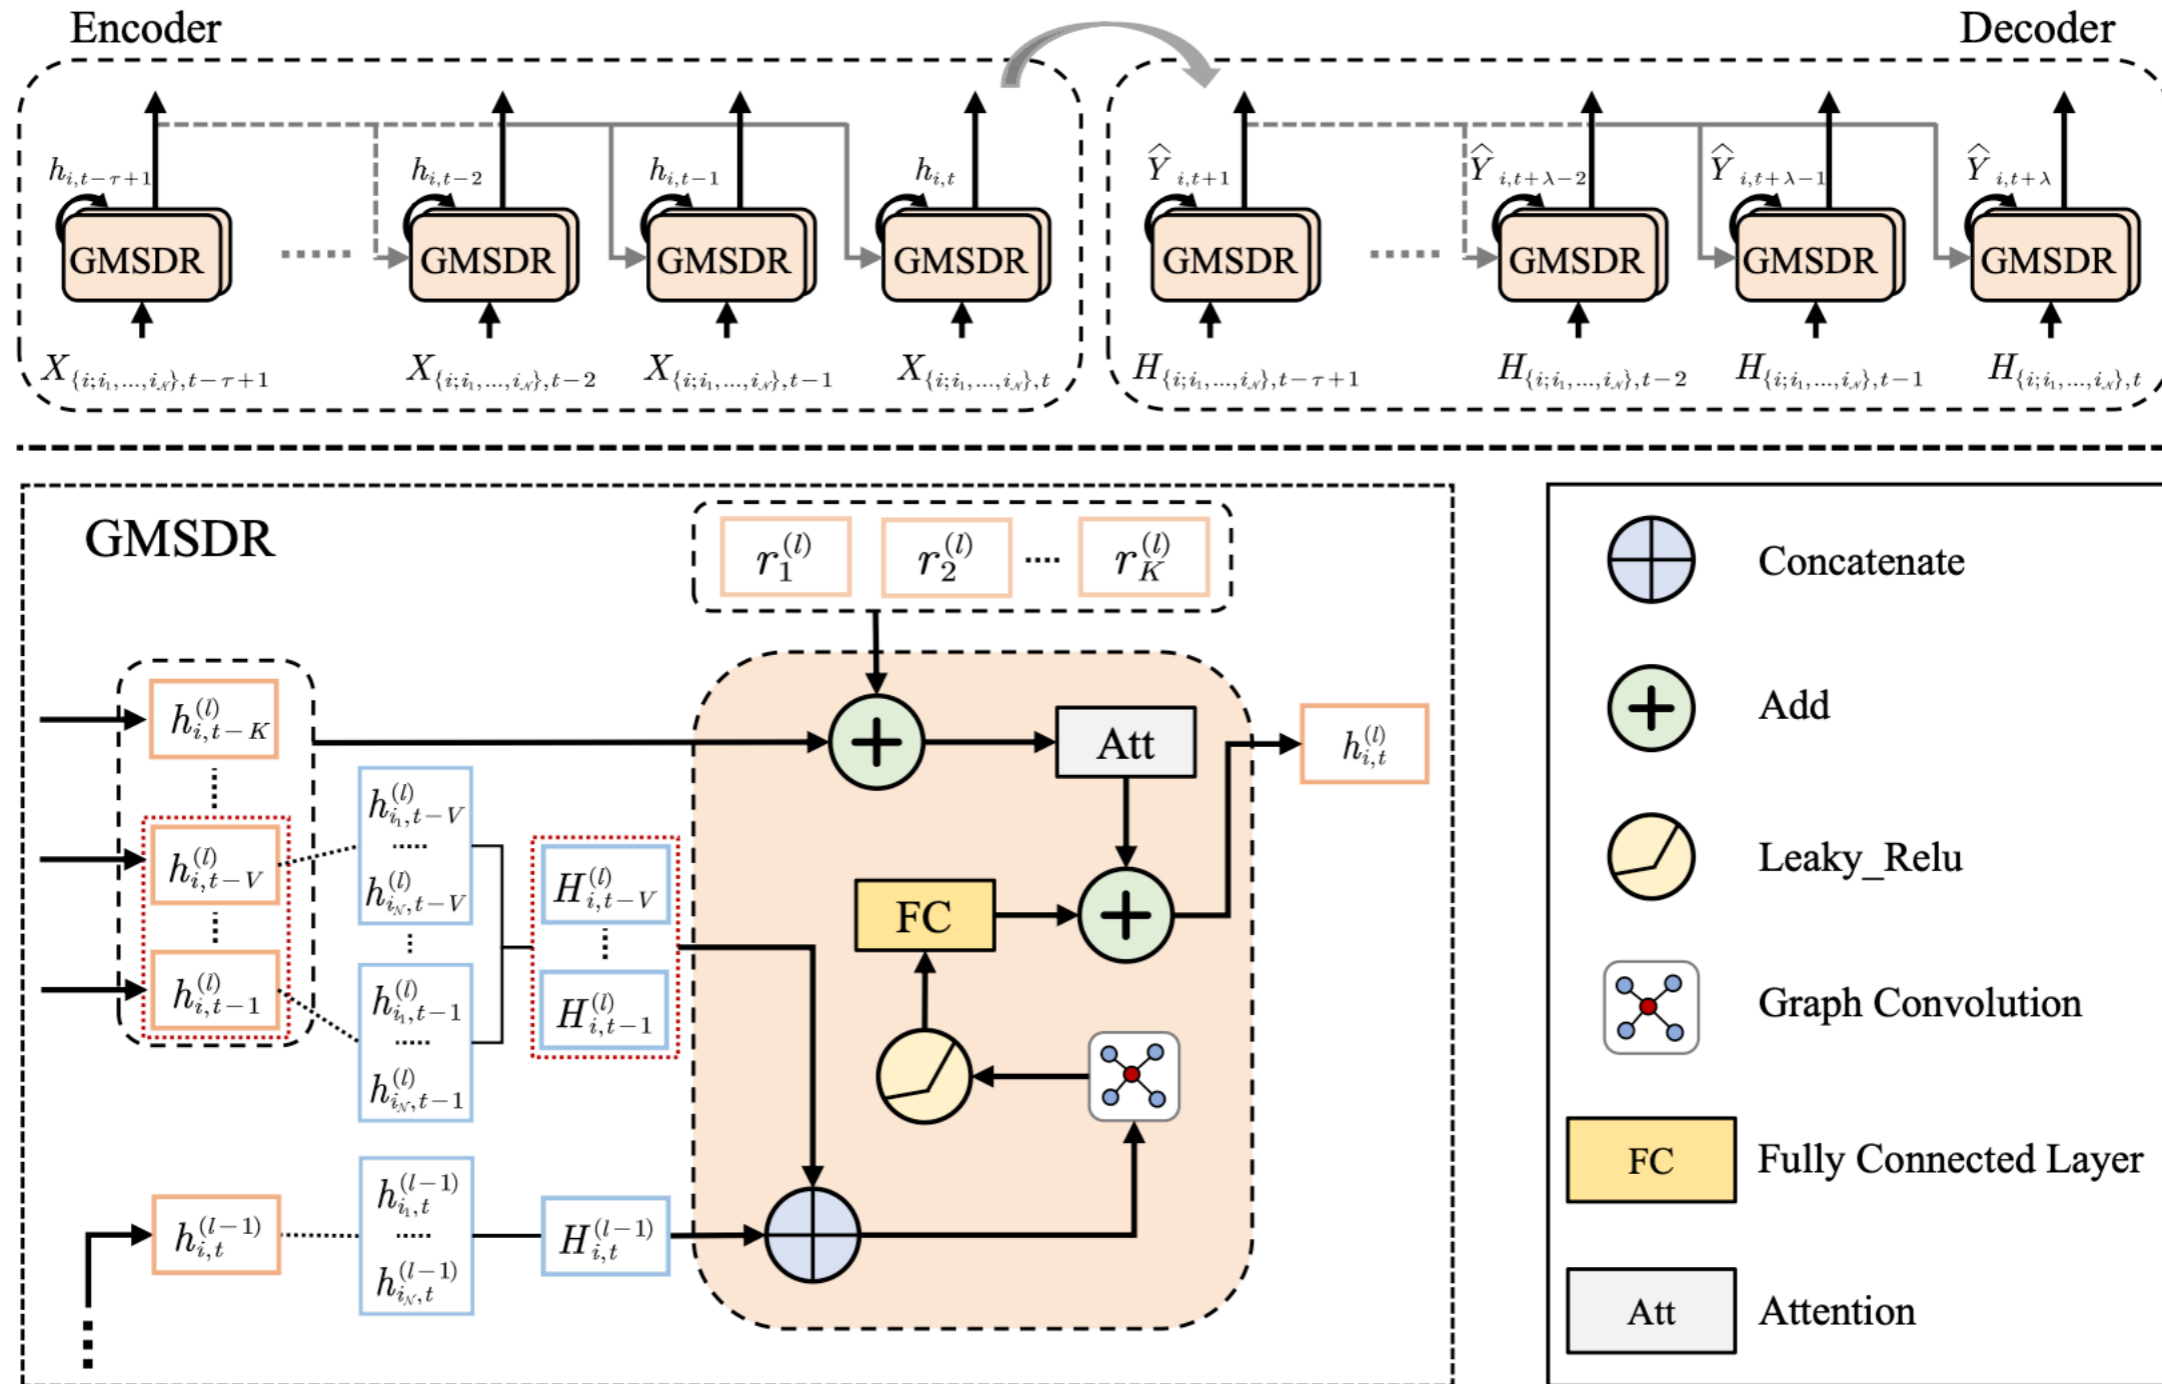 Encoder Decoder
h_{i,t-τ+1} h_{i,t-2} h_{i,t-1} h_{i,t} Ŷ_{i,t+1} Ŷ_{i,t+λ-2} Ŷ_{i,t+λ-1} Ŷ_{i,t+λ}
GMSDR GMSDR GMSDR GMSDR GMSDR GMSDR GMSDR GMSDR
X_{\{i;i_1,...,i_𝒩\},t-τ+1} X_{\{i;i_1,...,i_𝒩\},t-2} X_{\{i;i_1,...,i_𝒩\},t-1} X_{\{i;i_1,...,i_𝒩\},t} H_{\{i;i_1,...,i_𝒩\},t-τ+1} H_{\{i;i_1,...,i_𝒩\},t-2} H_{\{i;i_1,...,i_𝒩\},t-1} H_{\{i;i_1,...,i_𝒩\},t}
GMSDR
r_1^{(l)} r_2^{(l)} r_K^{(l)}
h_{i,t-K}^{(l)}
h_{i,t-V}^{(l)}
h_{i,t-1}^{(l)}
h_{i_1,t-V}^{(l)}
h_{i_𝒩,t-V}^{(l)}
h_{i_1,t-1}^{(l)}
h_{i_𝒩,t-1}^{(l)}
H_{i,t-V}^{(l)}
H_{i,t-1}^{(l)}
h_{i,t}^{(l-1)}
h_{i_1,t}^{(l-1)}
h_{i_𝒩,t}^{(l-1)}
H_{i,t}^{(l-1)}
Att
FC
h_{i,t}^{(l)}
Concatenate
Add
Leaky_Relu
Graph Convolution
FC Fully Connected Layer
Att Attention